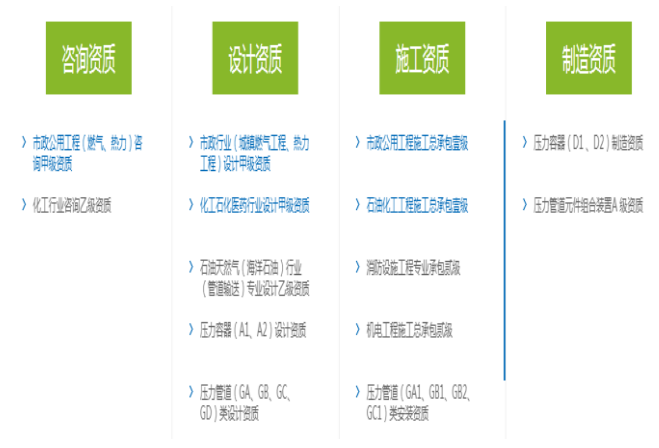 咨询资质
市政公用工程（燃气、热力）咨
询甲级资质
化工行业咨询乙级资质
设计资质
市政行业（城镇燃气工程、热力
工程）设计甲级资质
化工石化医药行业设计甲级资质
石油天然气（海洋石油）行业
（管道输送）专业设计乙级资质
压力容器（A1、A2）设计资质
压力管道（GA、GB、GC、
GD）类设计资质
施工资质
市政公用工程施工总承包壹级
石油化工工程施工总承包壹级
消防设施工程专业承包贰级
机电工程施工总承包贰级
压力管道（GA1、GB1、GB2、
GC1）类安装资质
制造资质
压力容器（D1、D2）制造资质
压力管道元件组合装置A 级资质